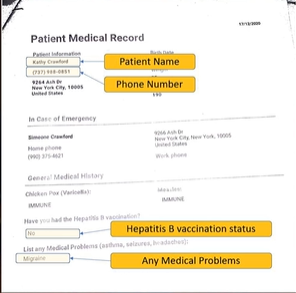 17/12/2020
Patient Medical Record
Patient Information
Birth Date
Kathy Crawford
Patient Name
(737) 988-0851
Phone Number
9264 Ash Dr
New York City, 10005
United States
190
In Case of Emergency
Simeone Crawford
9266 Ash Dr
New York City, New York, 10005
United States
Home phone
(990) 375-4621
Work phone
General Medical History
Chicken Pox (Varicella):
Measles:
IMMUNE
IMMUNE
Have you had the Hepatitis B vaccination?
No
Hepatitis B vaccination status
List any Medical Problems (asthma, seizures, headaches):
Migraine
Any Medical Problems